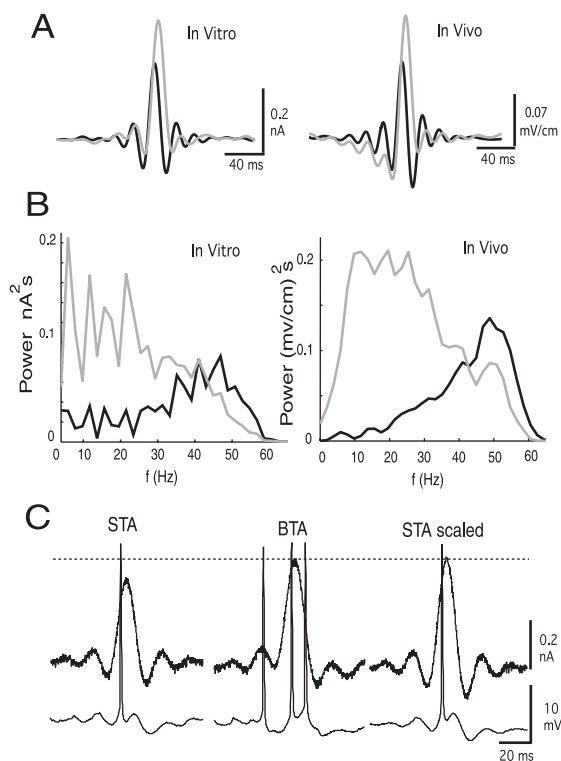 A
In Vitro
0.2
nA
40 ms
In Vivo
0.07
mV/cm
40 ms
B
In Vitro
0.2
0.1
0
Power nA²s
0 10 20 30 40 50 60
f (Hz)
In Vivo
0.2
0.1
0
Power (mv/cm) ²s
0 10 20 30 40 50 60
f (Hz)
C
STA
BTA
STA scaled
0.2
nA
10
mV
20 ms